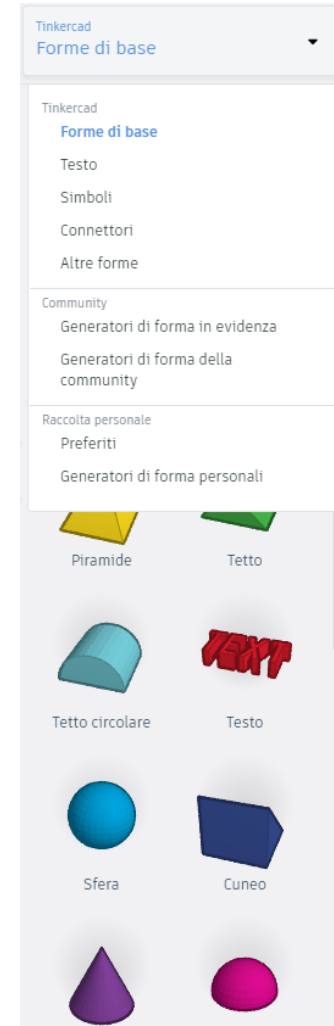 Tinkercad
Forme di base
Tinkercad
Forme di base
Testo
Simboli
Connettori
Altre forme
Community
Generatori di forma in evidenza
Generatori di forma della
community
Raccolta personale
Preferiti
Generatori di forma personali
Piramide
Tetto
TEXT
Tetto circolare
Testo
Sfera
Cuneo